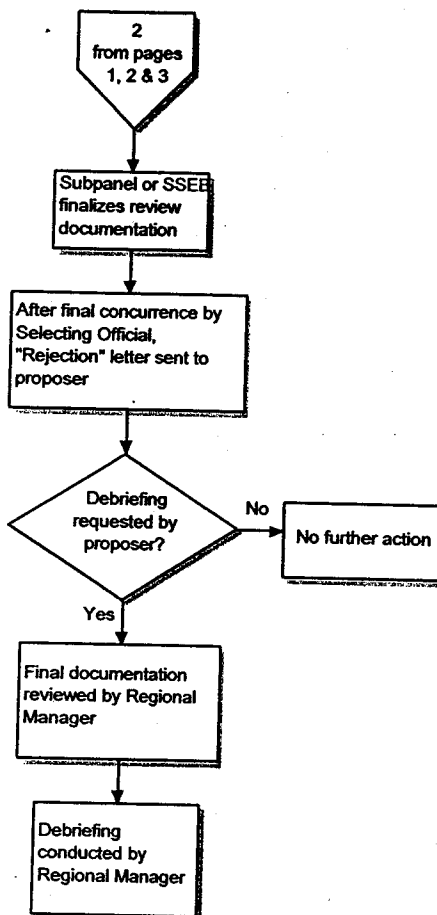 2
from pages
1, 2 & 3
Subpanel or SSEB
finalizes review
documentation
After final concurrence by
Selecting Official,
"Rejection" letter sent to
proposer
Debriefing
requested by
proposer?
No
No further action
Yes
Final documentation
reviewed by Regional
Manager
Debriefing
conducted by
Regional Manager